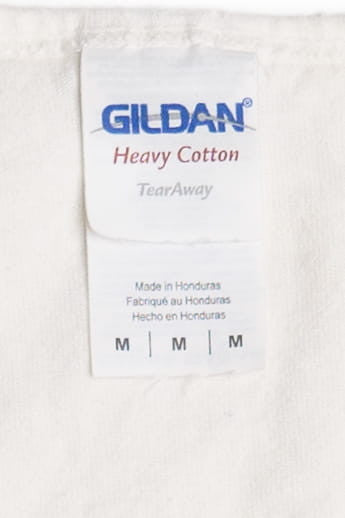 GILDAN®
Heavy Cotton
TearAway
Made in Honduras
Fabriqué au Honduras
Hecho en Honduras
M | M | M